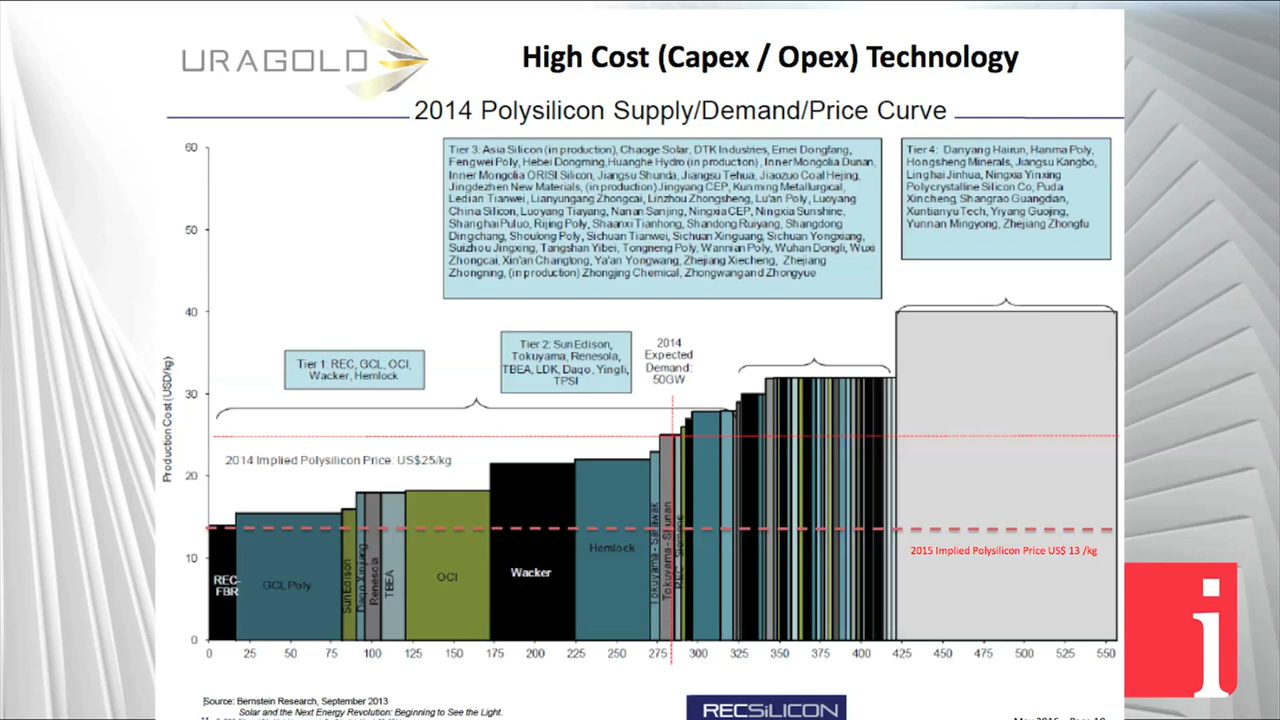 URAGOLD
High Cost (Capex / Opex) Technology
2014 Polysilicon Supply/Demand/Price Curve
Tier 3: Asia Silicon (in production), Chaoge Solar, DTK Industries, Emei Dongfang,
Fengwei Poly, Hebei Dongming, Huanghe Hydro (in production), Inner Mongolia Dunan,
Inner Mongolia ORISI Silicon, Jiangsu Shunda, Jiangsu Tehua, Jiaozuo Coal Hejing,
Jingdezhen New Materials, (in production) Jingyang CEP, Kunming Metallurgical,
Ledian Tianwei, Lianyungang Zhongcai, Linzhou Zhongsheng, Lu'an Poly, Luoyang
China Silicon, Luoyang Tiayang, Nanan Sanjing, Ningxia CEP, Ningxia Sunshine,
Shanghai Puluo, Rijing Poly, Shaanxi Tianhong, Shandong Ruiyang, Shangdong
Dingchang, Shoulong Poly, Sichuan Tianwei, Sichuan Xinguang, Sichuan Yongxiang,
Suizhou Jingxing, Tangshan Yibei, Tongneng Poly, Wannian Poly, Wuhan Dongli, Wuxi
Zhongcai, Xin'an Changtong, Ya'an Yongwang, Zhejiang Xiecheng, Zhejiang
Zhongning, (in production) Zhongjing Chemical, Zhongwang and Zhongyue
Tier 4: Danyang Hairun, Hanma Poly,
Hongsheng Minerals, Jiangsu Kangbo,
Linghai Jinhua, Ningxia Yinxing
Polycrystalline Silicon Co, Puda
Xincheng, Shangrao Guangdian,
Xuntianyu Tech, Yiyang Guojing,
Yunnan Mingyong, Zhejiang Zhongfu
Tier 1: REC, GCL, OCI,
Wacker, Hemlock
Tier 2: Sun Edison,
Tokuyama, Renesola,
TBEA, LDK, Daqo, Yingli,
TPSI
2014
Expected
Demand:
50GW
Production Cost (USD/kg)
60
50
40
30
20
10
0
2014 Implied Polysilicon Price: US$25/kg
2015 Implied Polysilicon Price US$ 13 /kg
REC-
FBR
GCL Poly
Sun Edison
Daqo Xinjiang
Renesola
TBEA
OCI
Wacker
Hemlock
Tokuyama - Sarawak
Tokuyama - Shunan
0 25 50 75 100 125 150 175 200 225 250 275 300 325 350 375 400 425 450 475 500 525 550
Source: Bernstein Research, September 2013
Solar and the Next Energy Revolution: Beginning to See the Light.
RECSILICON
i